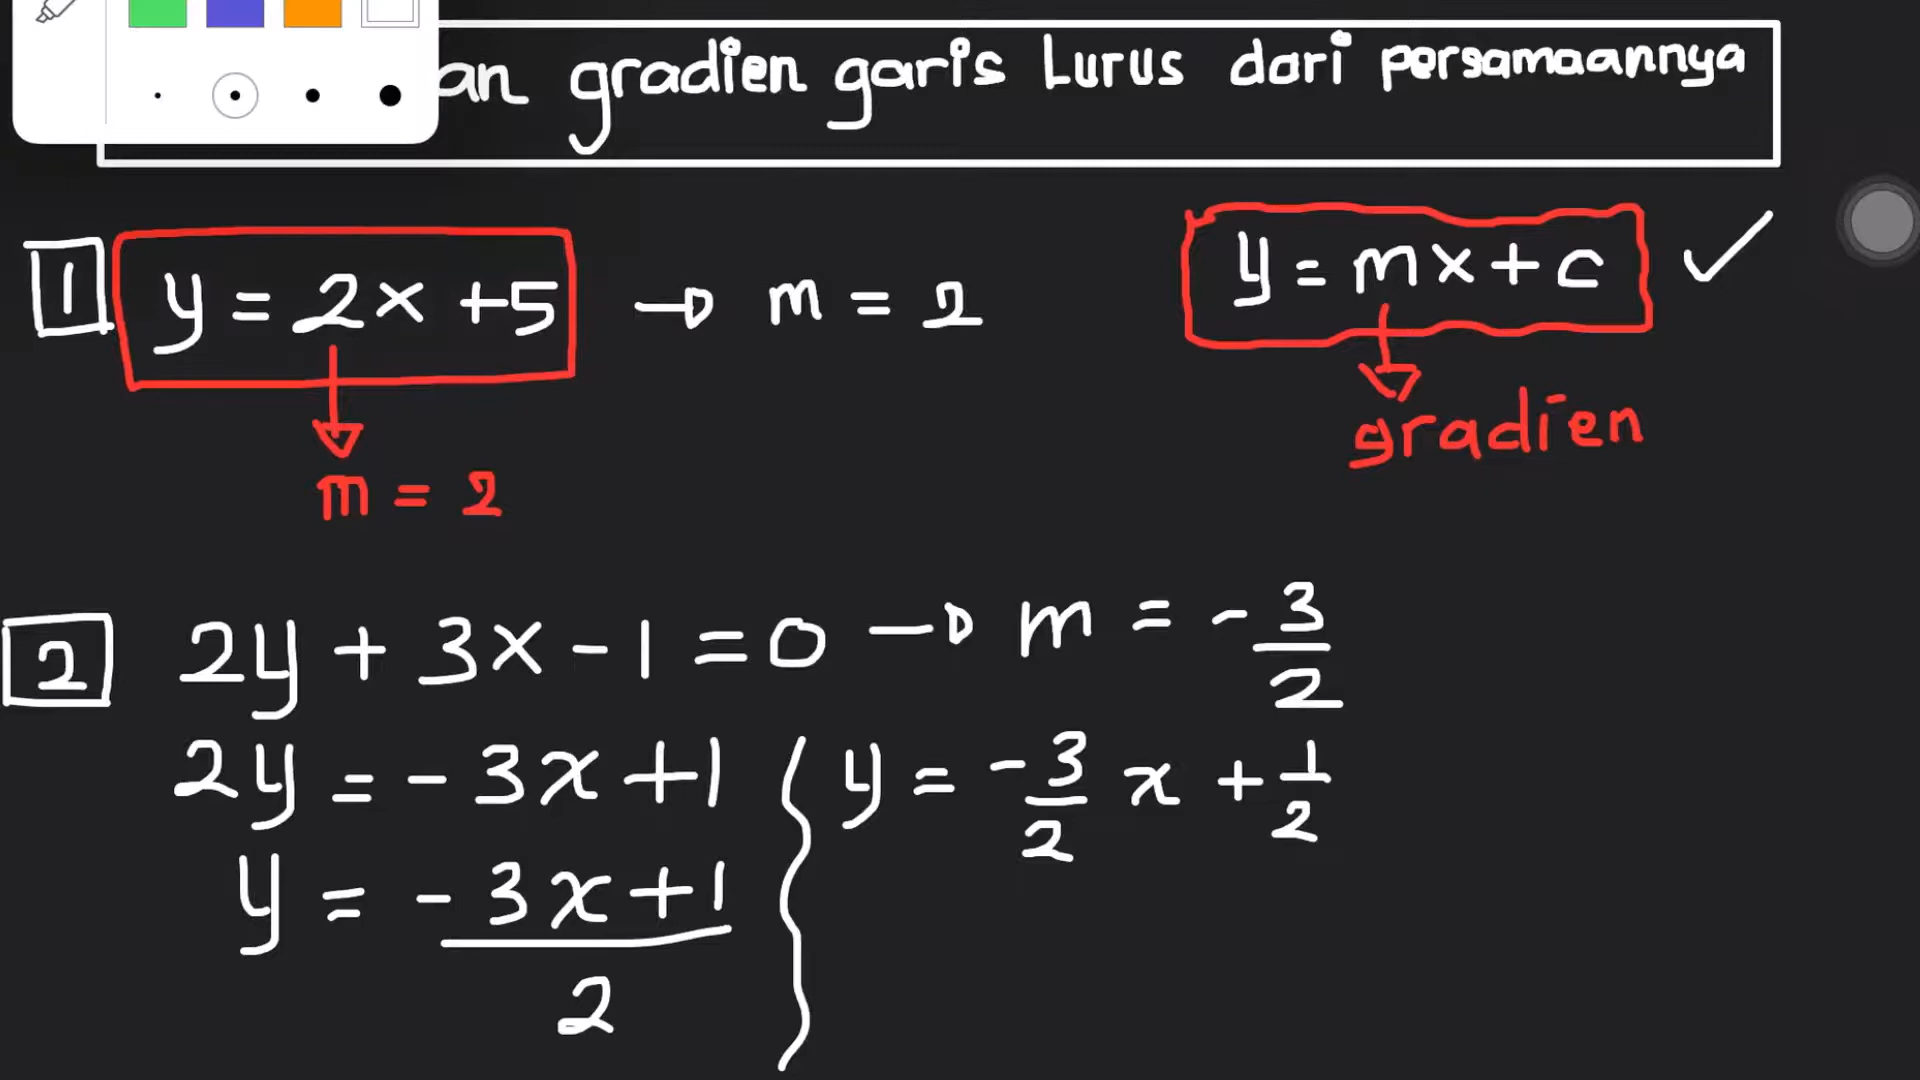 an gradien garis Lurus dari persamaannya
1 y = 2x +5 → m = 2
m = 2
y = mx + c ✓
gradien
2 2y + 3x - 1 = 0 → m = -3/2
2y = -3x + 1
y = -3x + 1 / 2
y = -3/2 x + 1/2